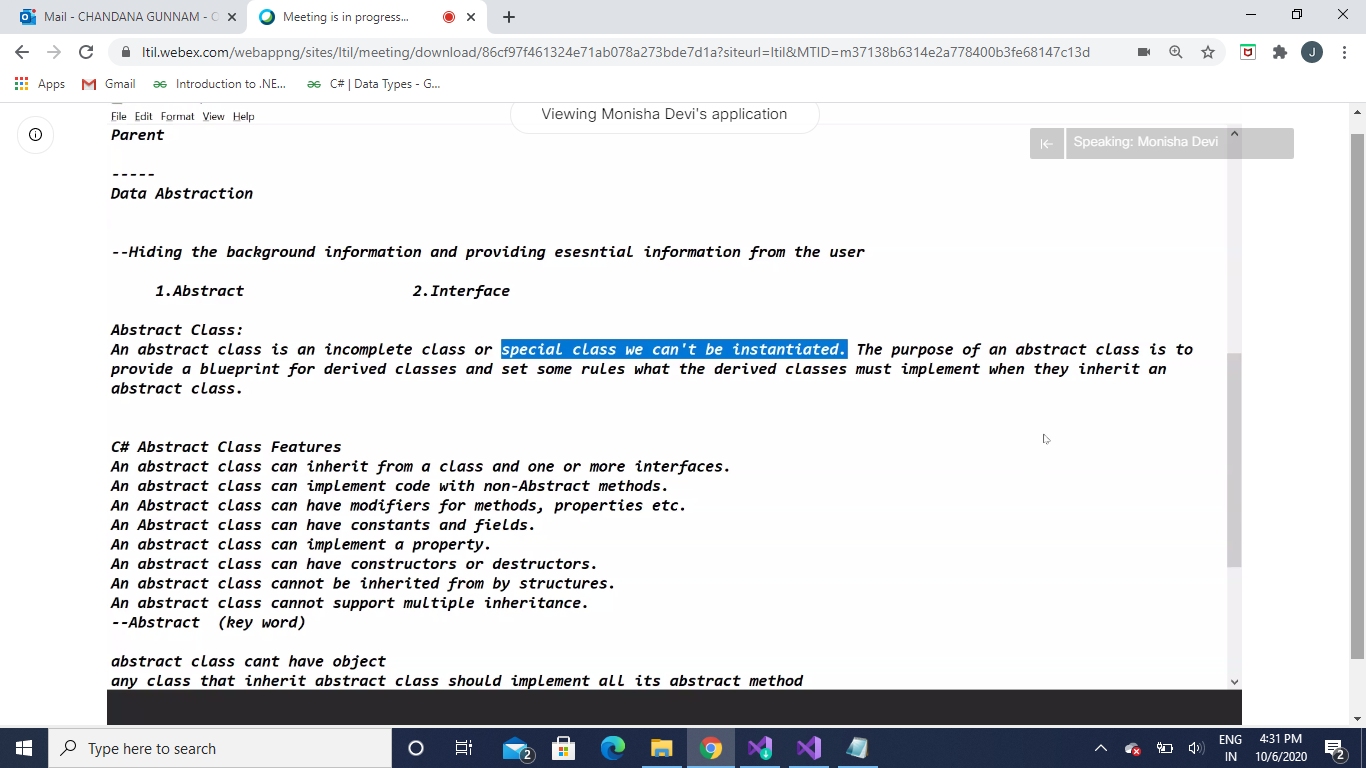 Mail - CHANDANA GUNNAM - O
Meeting is in progress...
ltil.webex.com/webappng/sites/ltil/meeting/download/86cf97f461324e71ab078a273bde7d1a?siteurl=ltil&MTID=m37138b6314e2a778400b3fe68147c13d
J
Apps
Gmail
Introduction to .NE...
C# | Data Types - G...
File Edit Format View Help
Viewing Monisha Devi's application
Speaking: Monisha Devi
Parent
-----
Data Abstraction
--Hiding the background information and providing esesntial information from the user
1.Abstract 2.Interface
Abstract Class:
An abstract class is an incomplete class or special class we can't be instantiated. The purpose of an abstract class is to
provide a blueprint for derived classes and set some rules what the derived classes must implement when they inherit an
abstract class.
C# Abstract Class Features
An abstract class can inherit from a class and one or more interfaces.
An abstract class can implement code with non-Abstract methods.
An Abstract class can have modifiers for methods, properties etc.
An Abstract class can have constants and fields.
An abstract class can implement a property.
An abstract class can have constructors or destructors.
An abstract class cannot be inherited from by structures.
An abstract class cannot support multiple inheritance.
--Abstract (key word)
abstract class cant have object
any class that inherit abstract class should implement all its abstract method
Type here to search
2
ENG
IN
4:31 PM
10/6/2020
2